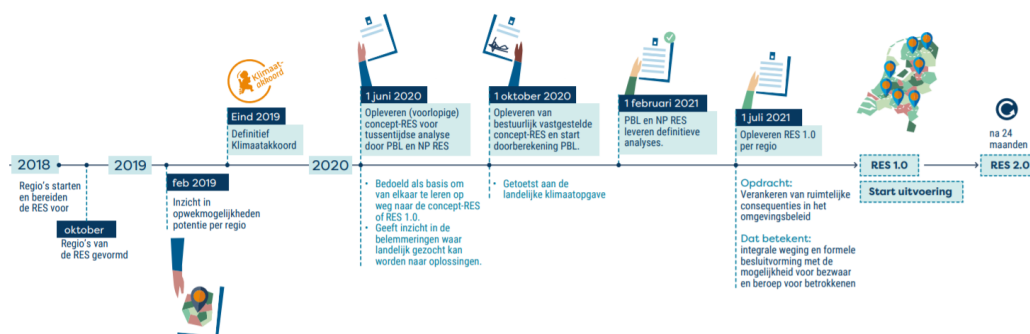 Klimaat-
akkoord
Eind 2019
Definitief
Klimaatakkoord
1 juni 2020
Opleveren (voorlopige)
concept-RES voor
tussentijdse analyse
door PBL en NP RES
1 oktober 2020
Opleveren van
bestuurlijk vastgestelde
concept-RES en start
doorberekening PBL.
1 februari 2021
PBL en NP RES
leveren definitieve
analyses.
1 juli 2021
Opleveren RES 1.0
per regio
na 24
maanden
2018
2019
2020
RES 1.0
RES 2.0
Start uitvoering
Regio's starten
en bereiden
de RES voor
oktober
Regio's van
de RES gevormd
feb 2019
Inzicht in
opwekmogelijkheden
potentie per regio
• Bedoeld als basis om
van elkaar te leren op
weg naar de concept-RES
of RES 1.0.
• Geeft inzicht in de
belemmeringen waar
landelijk gezocht kan
worden naar oplossingen.
• Getoetst aan de
landelijke klimaatopgave
Opdracht:
Verankeren van ruimtelijke
consequenties in het
omgevingsbeleid
Dat betekent:
integrale weging en formele
besluitvorming met de
mogelijkheid voor bezwaar
en beroep voor betrokkenen